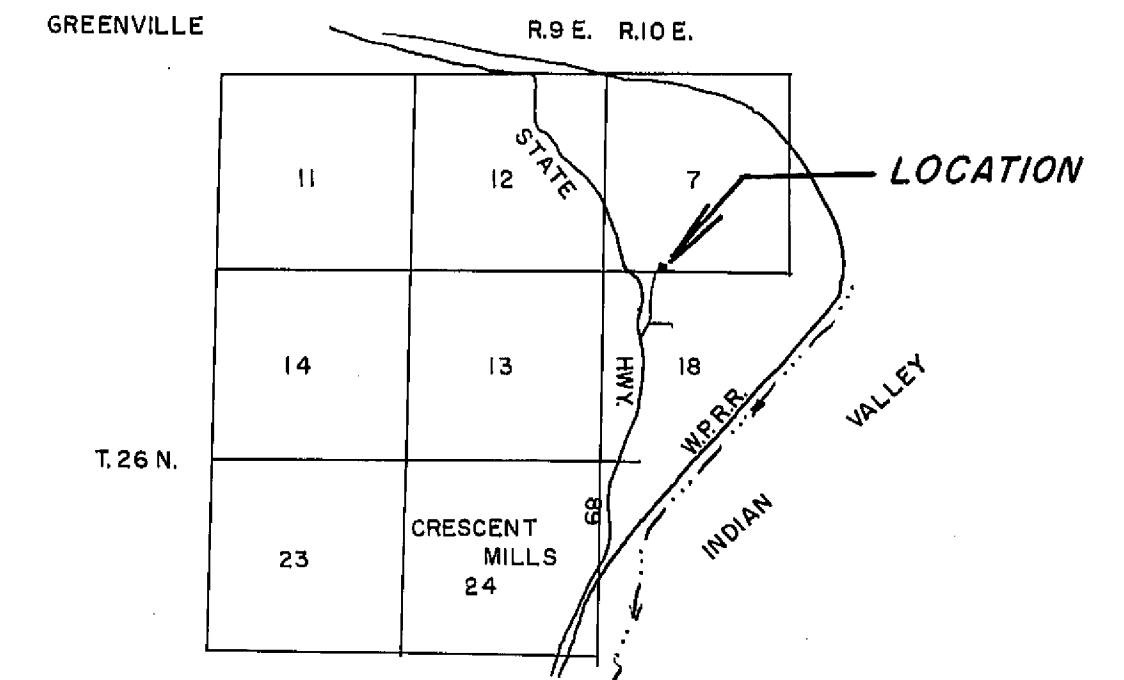 GREENVILLE
R.9 E. R.10 E.
STATE
11
12
7
LOCATION
14
13
HWY.
18
W.P.R.R.
VALLEY
T. 26 N.
INDIAN
89
CRESCENT
MILLS
23
24